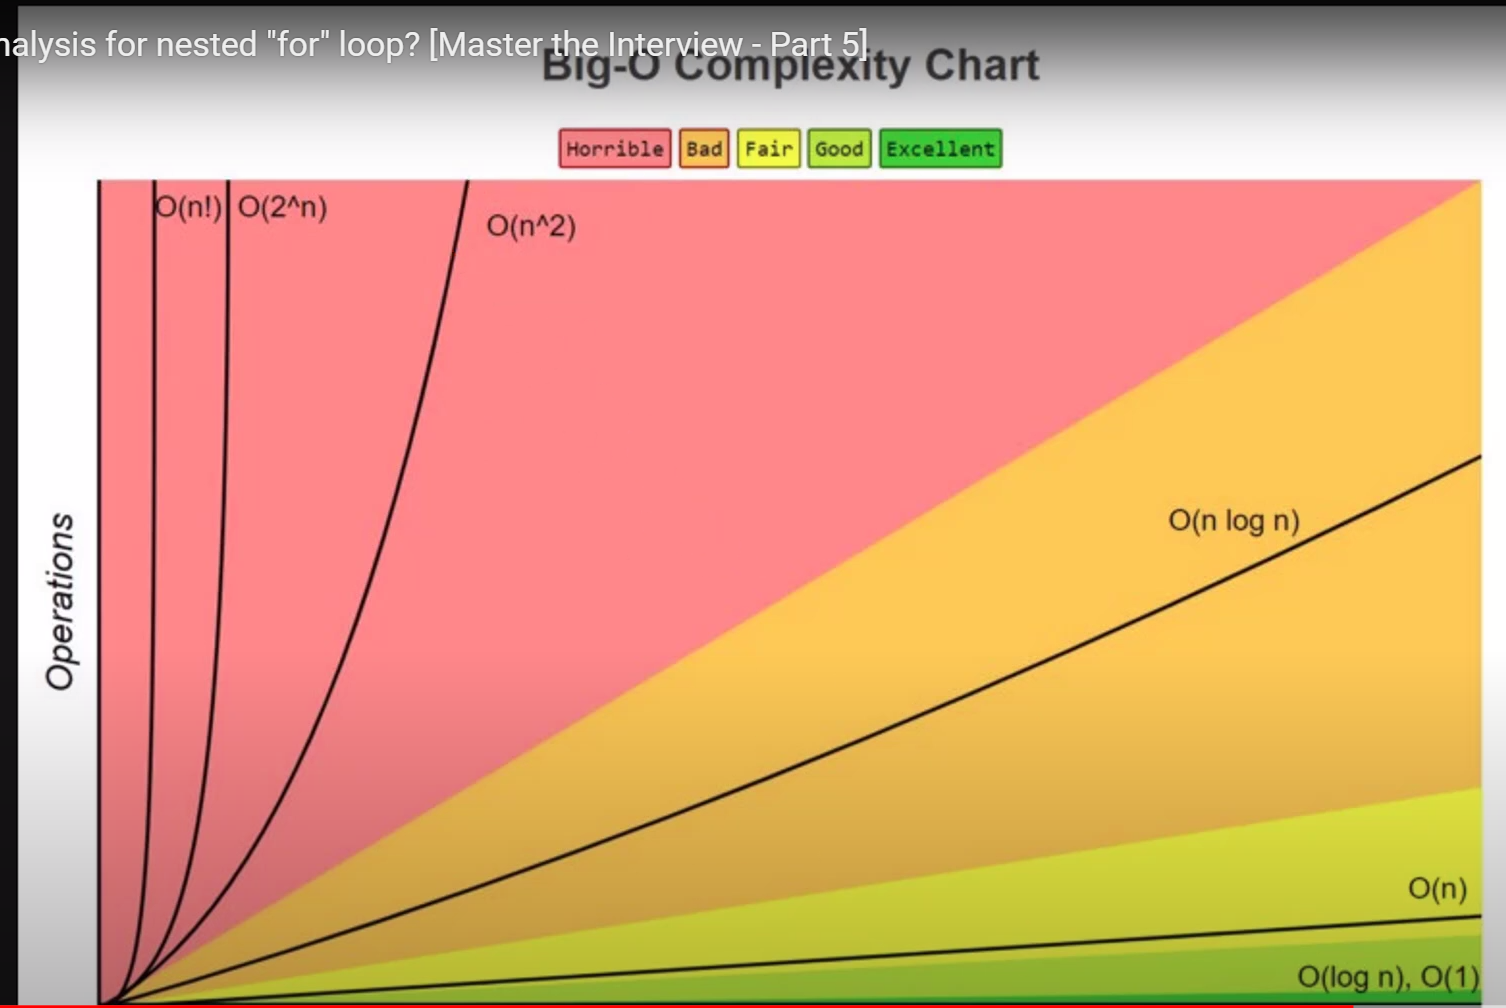 nalysis for nested "for" loop? [Master the Interview - Part 5]
Big-O Complexity Chart
Horrible Bad Fair Good Excellent
O(n!) O(2^n)
O(n^2)
O(n log n)
Operations
O(n)
O(log n), O(1)